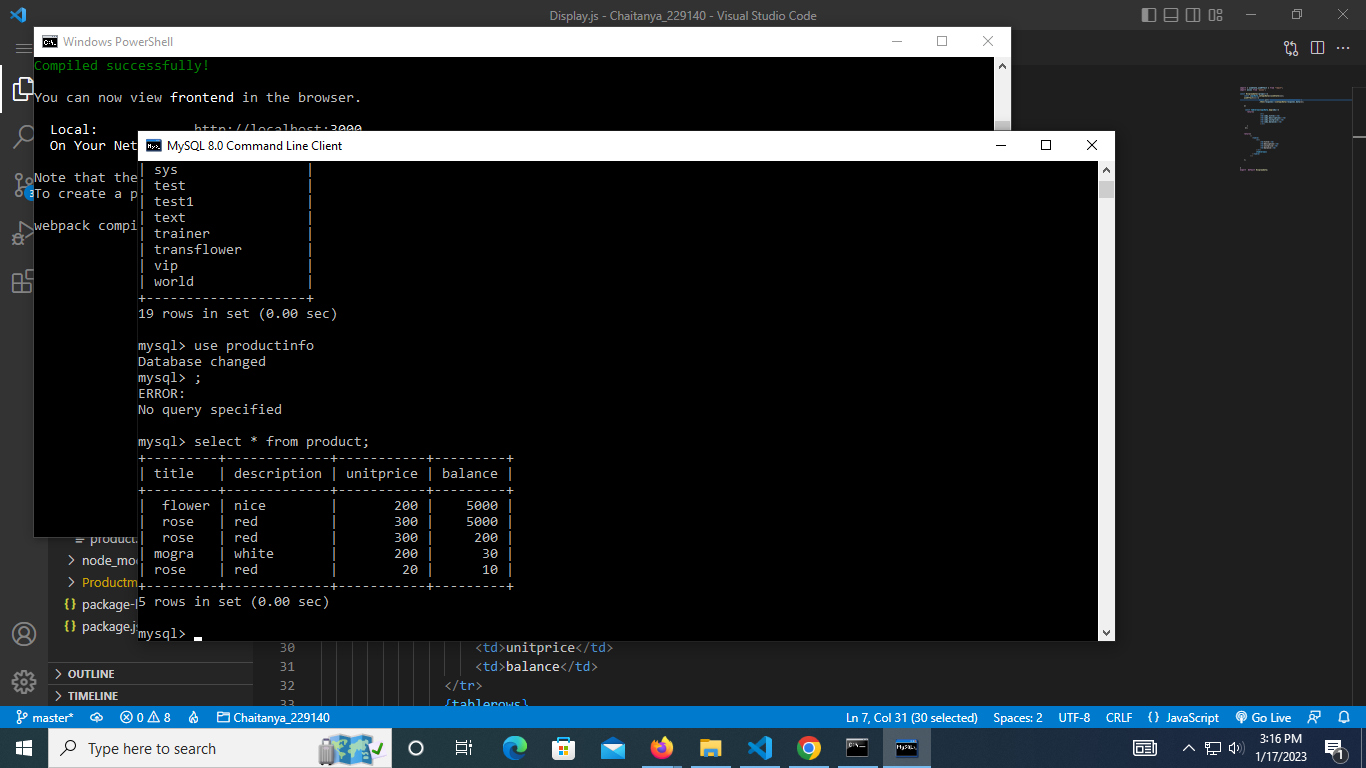 Display.js - Chaitanya_229140 - Visual Studio Code
Windows PowerShell
Compiled successfully!
You can now view frontend in the browser.
Local: http://localhost:3000
On Your Net
Note that the
To create a p
webpack compi
MySQL 8.0 Command Line Client
| sys |
| test |
| test1 |
| text |
| trainer |
| transflower |
| vip |
| world |
+--------------------+
19 rows in set (0.00 sec)
mysql> use productinfo
Database changed
mysql> ;
ERROR:
No query specified
mysql> select * from product;
+---------+-------------+-----------+---------+
| title | description | unitprice | balance |
+---------+-------------+-----------+---------+
| flower | nice | 200 | 5000 |
| rose | red | 300 | 5000 |
| rose | red | 300 | 200 |
| mogra | white | 200 | 30 |
| rose | red | 20 | 10 |
+---------+-------------+-----------+---------+
5 rows in set (0.00 sec)
mysql>
product.
node_mo
Productm
{} package-
{} package.js
OUTLINE
TIMELINE
30 <td>unitprice</td>
31 <td>balance</td>
32 </tr>
33 {tablerows}
master* 0 8 Chaitanya_229140 Ln 7, Col 31 (30 selected) Spaces: 2 UTF-8 CRLF {} JavaScript Go Live
Type here to search
3:16 PM
1/17/2023
1